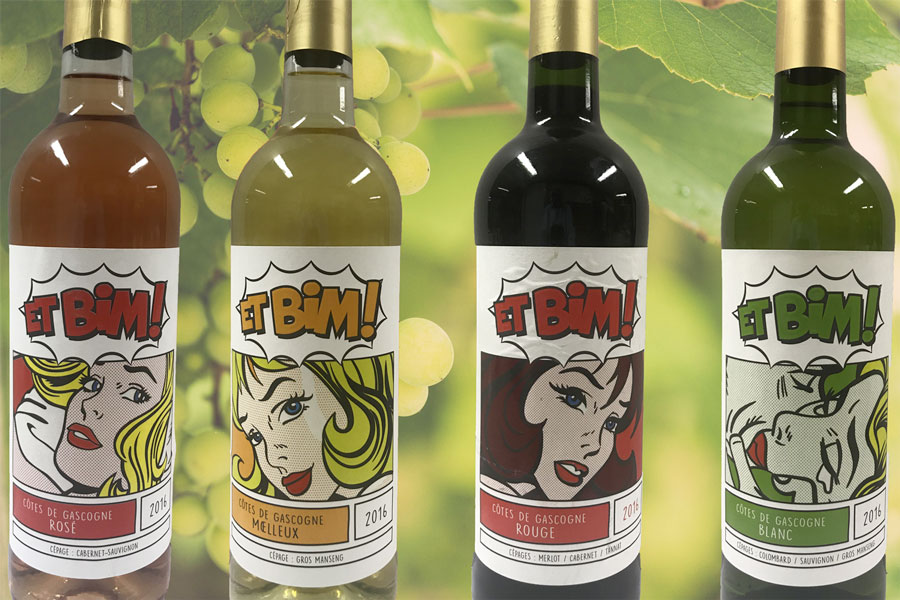 ET BiM!
CÔTES DE GASCOGNE
ROSÉ
2016
CÉPAGE : CABERNET-SAUVIGNON
ET BiM!
CÔTES DE GASCOGNE
MŒLLEUX
2016
CÉPAGE : GROS MANSENG
ET BiM!
CÔTES DE GASCOGNE
ROUGE
2016
CÉPAGES : MERLOT / CABERNET / TANNAT
ET BiM!
CÔTES DE GASCOGNE
BLANC
2016
CÉPAGES : COLOMBARD / SAUVIGNON / GROS MANSENG